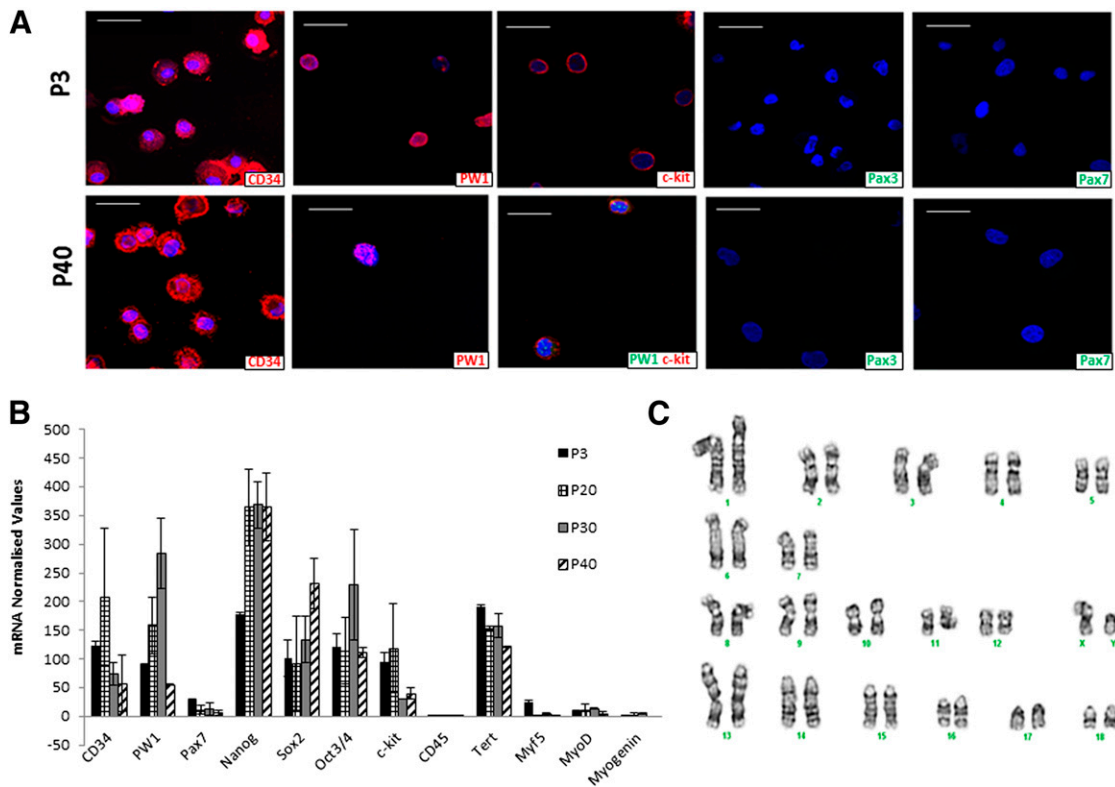 A
P3
CD34
PW1
c-kit
Pax3
Pax7
P40
CD34
PW1
PW1 c-kit
Pax3
Pax7
B
mRNA Normalised Values
500
450
400
350
300
250
200
150
100
50
0
-50
CD34
PW1
Pax7
Nanog
Sox2
Oct3/4
c-kit
CD45
Tert
Myf5
MyoD
Myogenin
P3
P20
P30
P40
C
1 2 3 4 5
6 7
8 9 10 11 12 X Y
13 14 15 16 17 18